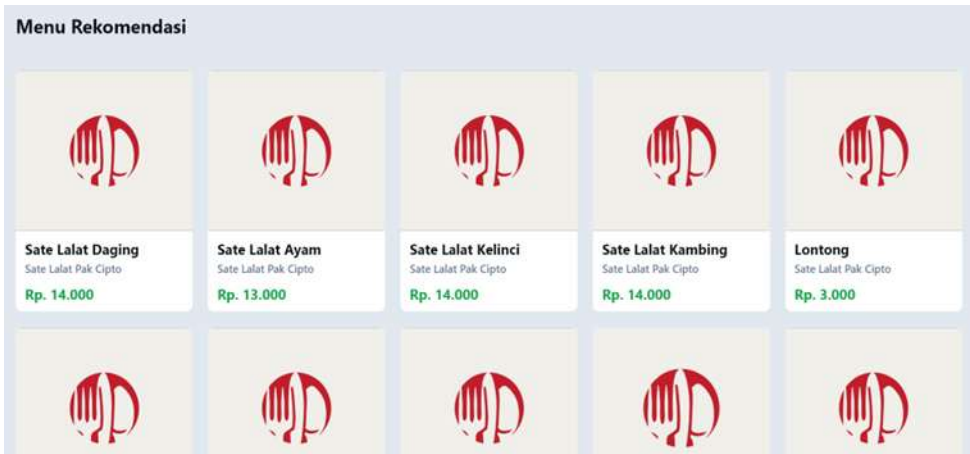 Menu Rekomendasi
Sate Lalat Daging
Sate Lalat Pak Cipto
Rp. 14.000
Sate Lalat Ayam
Sate Lalat Pak Cipto
Rp. 13.000
Sate Lalat Kelinci
Sate Lalat Pak Cipto
Rp. 14.000
Sate Lalat Kambing
Sate Lalat Pak Cipto
Rp. 14.000
Lontong
Sate Lalat Pak Cipto
Rp. 3.000